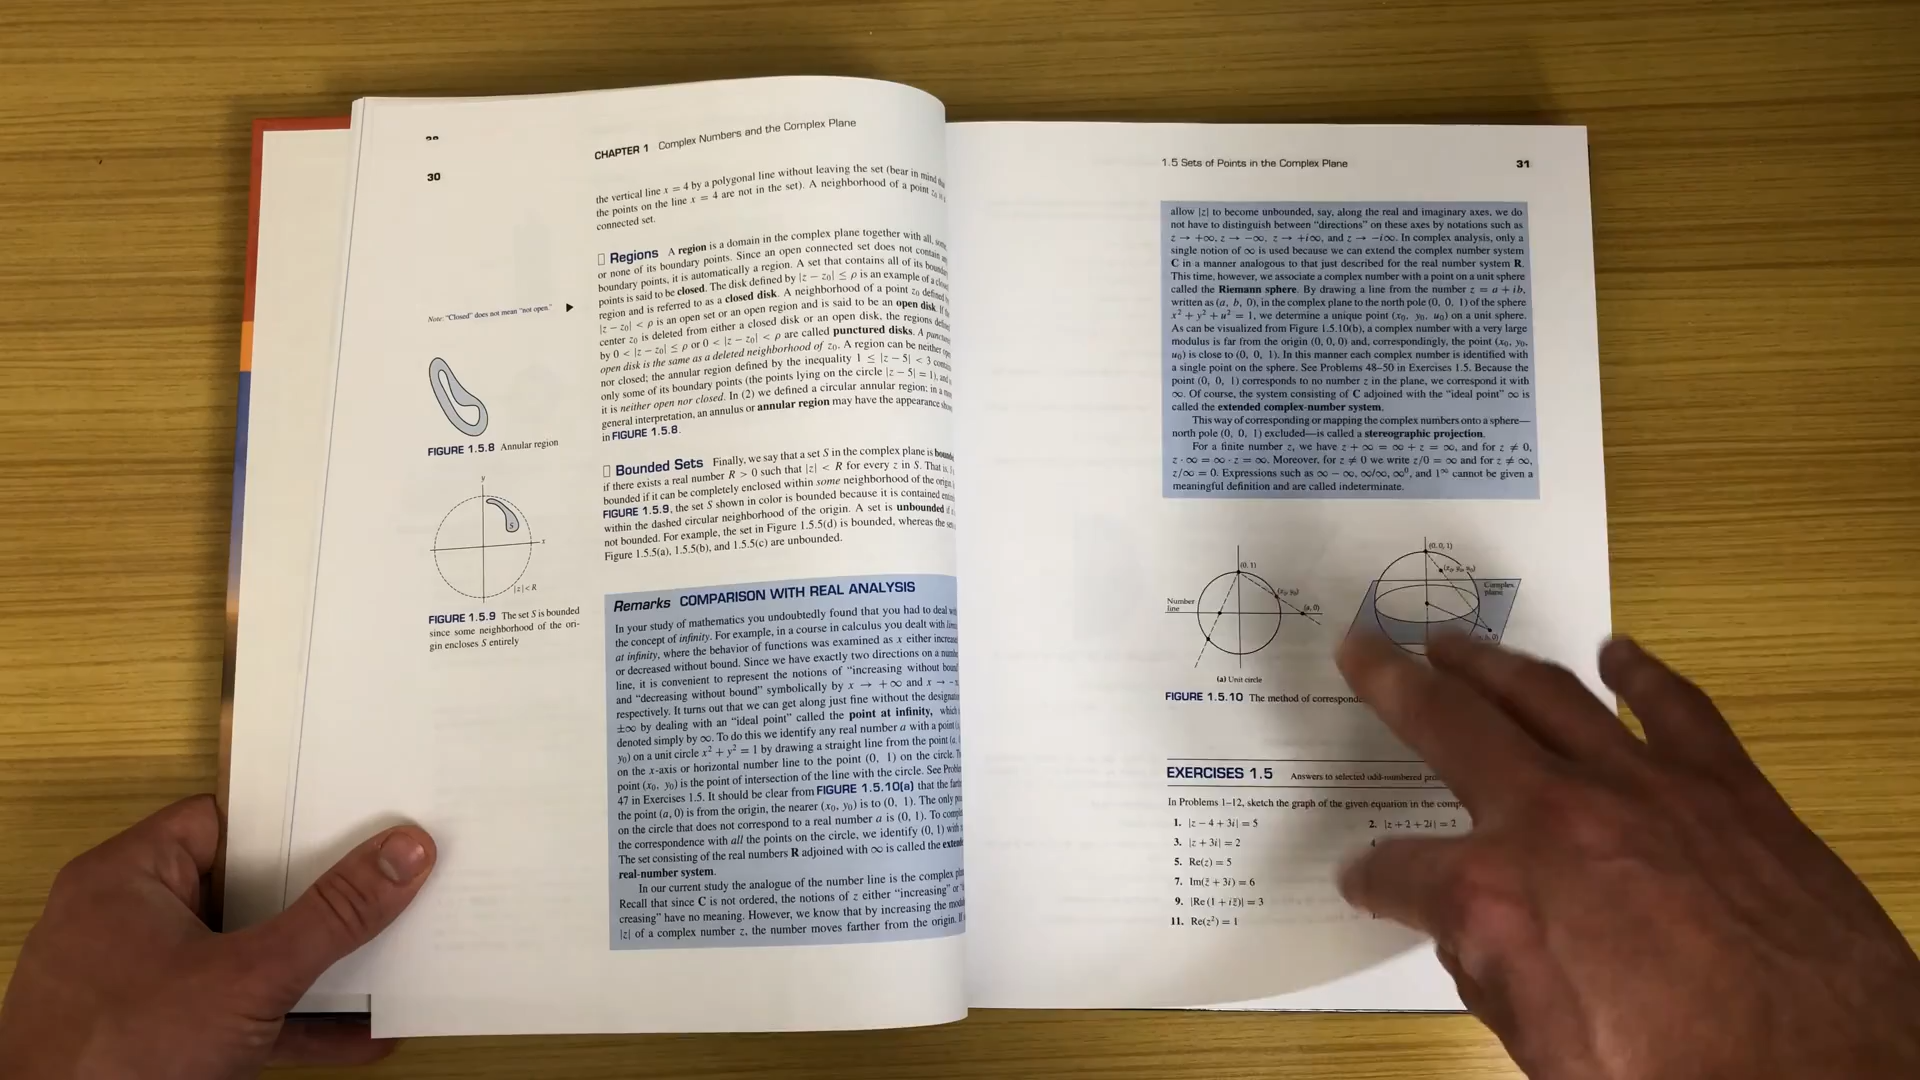 30
CHAPTER 1 Complex Numbers and the Complex Plane
the vertical line x = 4 by a polygonal line without leaving the set (bear in mind
the points on the line x = 4 are not in the set). A neighborhood of a point z₀
connected set.
Regions A region is a domain in the complex plane together with all, some,
or none of its boundary points. Since an open connected set does not contain any
boundary points, it is automatically a region. A set that contains all of its boundary
points is said to be closed. The disk defined by |z − z₀| ≤ ρ is an example of a closed
region and is referred to as a closed disk. A neighborhood of a point z₀ defined by
|z − z₀| < ρ is an open set or an open region and is said to be an open disk. If the
center z₀ is deleted from either a closed disk or an open disk, the regions defined
by 0 < |z − z₀| ≤ ρ or 0 < |z − z₀| < ρ are called punctured disks. A punctured
open disk is the same as a deleted neighborhood of z₀. A region can be neither open
nor closed; the annular region defined by the inequality 1 ≤ |z − 5| < 3 contains
only some of its boundary points (the points lying on the circle |z − 5| = 1), and
it is neither open nor closed. In (2) we defined a circular annular region; in a more
general interpretation, an annulus or annular region may have the appearance shown
in FIGURE 1.5.8.
Note: "Closed" does not mean "not open."
FIGURE 1.5.8 Annular region
Bounded Sets Finally, we say that a set S in the complex plane is bounded
if there exists a real number R > 0 such that |z| < R for every z in S. That is,
bounded if it can be completely enclosed within some neighborhood of the origin.
FIGURE 1.5.9, the set S shown in color is bounded because it is contained
within the dashed circular neighborhood of the origin. A set is unbounded if
not bounded. For example, the set in Figure 1.5.5(d) is bounded, whereas the
Figure 1.5.5(a), 1.5.5(b), and 1.5.5(c) are unbounded.
y
S
x
|z|<R
FIGURE 1.5.9 The set S is bounded
since some neighborhood of the ori-
gin encloses S entirely
Remarks COMPARISON WITH REAL ANALYSIS
In your study of mathematics you undoubtedly found that you had to deal with
the concept of infinity. For example, in a course in calculus you dealt with
at infinity, where the behavior of functions was examined as x either increased
or decreased without bound. Since we have exactly two directions on a number
line, it is convenient to represent the notions of "increasing without bound"
and "decreasing without bound" symbolically by x → +∞ and x →
respectively. It turns out that we can get along just fine without the designation
±∞ by dealing with an "ideal point" called the point at infinity, which
denoted simply by ∞. To do this we identify any real number a with a point
y₀) on a unit circle x² + y² = 1 by drawing a straight line from the point (a,
on the x-axis or horizontal number line to the point (0, 1) on the circle. The
point (x₀, y₀) is the point of intersection of the line with the circle. See Problem
47 in Exercises 1.5. It should be clear from FIGURE 1.5.10(a) that the farther
the point (a, 0) is from the origin, the nearer (x₀, y₀) is to (0, 1). The only point
on the circle that does not correspond to a real number a is (0, 1). To complete
the correspondence with all the points on the circle, we identify (0, 1) with
The set consisting of the real numbers R adjoined with ∞ is called the extended
real-number system.
In our current study the analogue of the number line is the complex plane.
Recall that since C is not ordered, the notions of z either "increasing" or
creasing" have no meaning. However, we know that by increasing the modulus
|z| of a complex number z, the number moves farther from the origin. If
1.5 Sets of Points in the Complex Plane
31
allow |z| to become unbounded, say, along the real and imaginary axes, we do
not have to distinguish between "directions" on these axes by notations such as
z → +∞, z → −∞, z → +i∞, and z → −i∞. In complex analysis, only a
single notion of ∞ is used because we can extend the complex number system
C in a manner analogous to that just described for the real number system R.
This time, however, we associate a complex number with a point on a unit sphere
called the Riemann sphere. By drawing a line from the number z = a + ib,
written as (a, b, 0), in the complex plane to the north pole (0, 0, 1) of the sphere
x² + y² + u² = 1, we determine a unique point (x₀, y₀, u₀) on a unit sphere.
As can be visualized from Figure 1.5.10(b), a complex number with a very large
modulus is far from the origin (0, 0, 0) and, correspondingly, the point (x₀, y₀,
u₀) is close to (0, 0, 1). In this manner each complex number is identified with
a single point on the sphere. See Problems 48–50 in Exercises 1.5. Because the
point (0, 0, 1) corresponds to no number z in the plane, we correspond it with
∞. Of course, the system consisting of C adjoined with the "ideal point" ∞ is
called the extended complex-number system.
This way of corresponding or mapping the complex numbers onto a sphere—
north pole (0, 0, 1) excluded—is called a stereographic projection.
For a finite number z, we have z + ∞ = ∞ + z = ∞, and for z ≠ 0,
z · ∞ = ∞ · z = ∞. Moreover, for z ≠ 0 we write z/0 = ∞ and for z ≠ ∞,
z/∞ = 0. Expressions such as ∞ − ∞, ∞/∞, ∞⁰, and 1^∞ cannot be given a
meaningful definition and are called indeterminate.
(0, 1)
(x₀, y₀)
Number
line
(a, 0)
(a) Unit circle
(0, 0, 1)
(x₀, y₀, u₀)
Complex
plane
FIGURE 1.5.10 The method of
EXERCISES 1.5 Answers to selected odd-numbered
In Problems 1–12, sketch the graph of the given equation in the
1. |z − 4 + 3i| = 5
2. |z + 2 + 2i| = 2
3. |z + 3i| = 2
4.
5. Re(z) = 5
7. Im(z̄ + 3i) = 6
9. |Re(1 + iz̄)| = 3
11. Re(z²) = 1